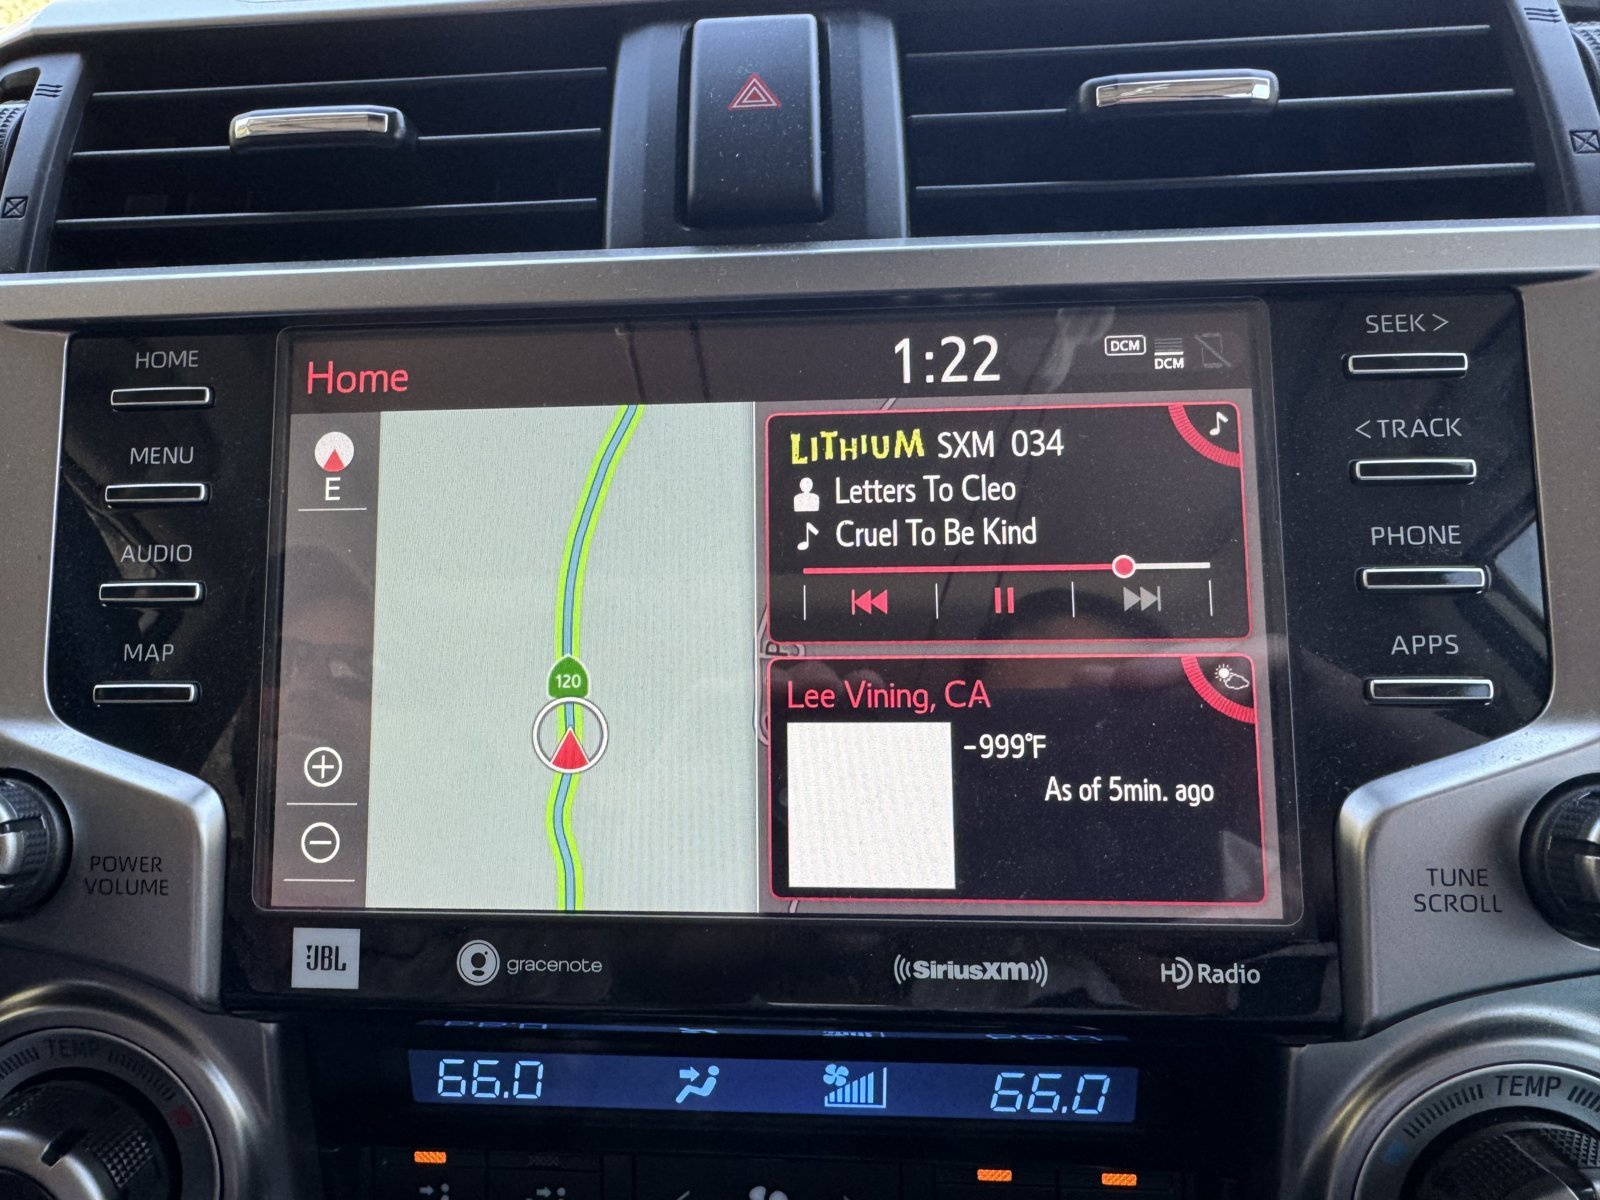 HOME
MENU
AUDIO
MAP
POWER
VOLUME
Home
1:22
DCM
DCM
E
120
LITHIUM SXM 034
Letters To Cleo
Cruel To Be Kind
Lee Vining, CA
-999°F
As of 5min. ago
SEEK >
< TRACK
PHONE
APPS
TUNE
SCROLL
JBL
gracenote
SiriusXM
HD Radio
66.0
66.0
TEMP
TEMP